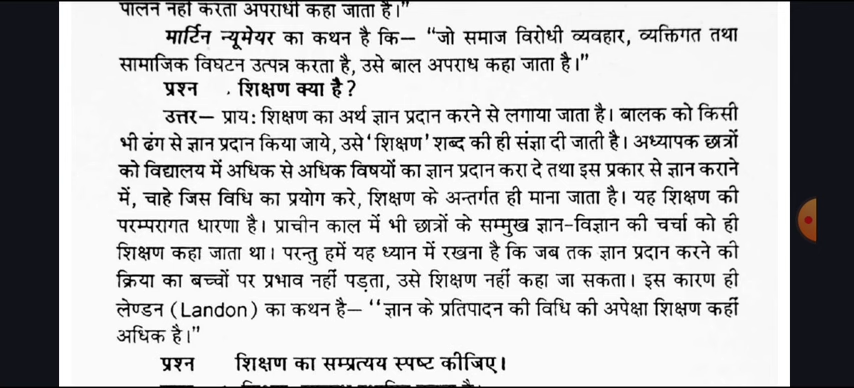 पालन नहीं करता अपराधी कहा जाता है।”
मार्टिन न्यूमेयर का कथन है कि— “जो समाज विरोधी व्यवहार, व्यक्तिगत तथा
सामाजिक विघटन उत्पन्न करता है, उसे बाल अपराध कहा जाता है।”
प्रश्न . शिक्षण क्या है?
उत्तर— प्राय: शिक्षण का अर्थ ज्ञान प्रदान करने से लगाया जाता है। बालक को किसी
भी ढंग से ज्ञान प्रदान किया जाये, उसे ‘शिक्षण’ शब्द की ही संज्ञा दी जाती है। अध्यापक छात्रों
को विद्यालय में अधिक से अधिक विषयों का ज्ञान प्रदान करा दे तथा इस प्रकार से ज्ञान कराने
में, चाहे जिस विधि का प्रयोग करे, शिक्षण के अन्तर्गत ही माना जाता है। यह शिक्षण की
परम्परागत धारणा है। प्राचीन काल में भी छात्रों के सम्मुख ज्ञान-विज्ञान की चर्चा को ही
शिक्षण कहा जाता था। परन्तु हमें यह ध्यान में रखना है कि जब तक ज्ञान प्रदान करने की
क्रिया का बच्चों पर प्रभाव नहीं पड़ता, उसे शिक्षण नहीं कहा जा सकता। इस कारण ही
लेण्डन (Landon) का कथन है— ‘‘ज्ञान के प्रतिपादन की विधि की अपेक्षा शिक्षण कहीं
अधिक है।”
प्रश्न शिक्षण का सम्प्रत्यय स्पष्ट कीजिए।